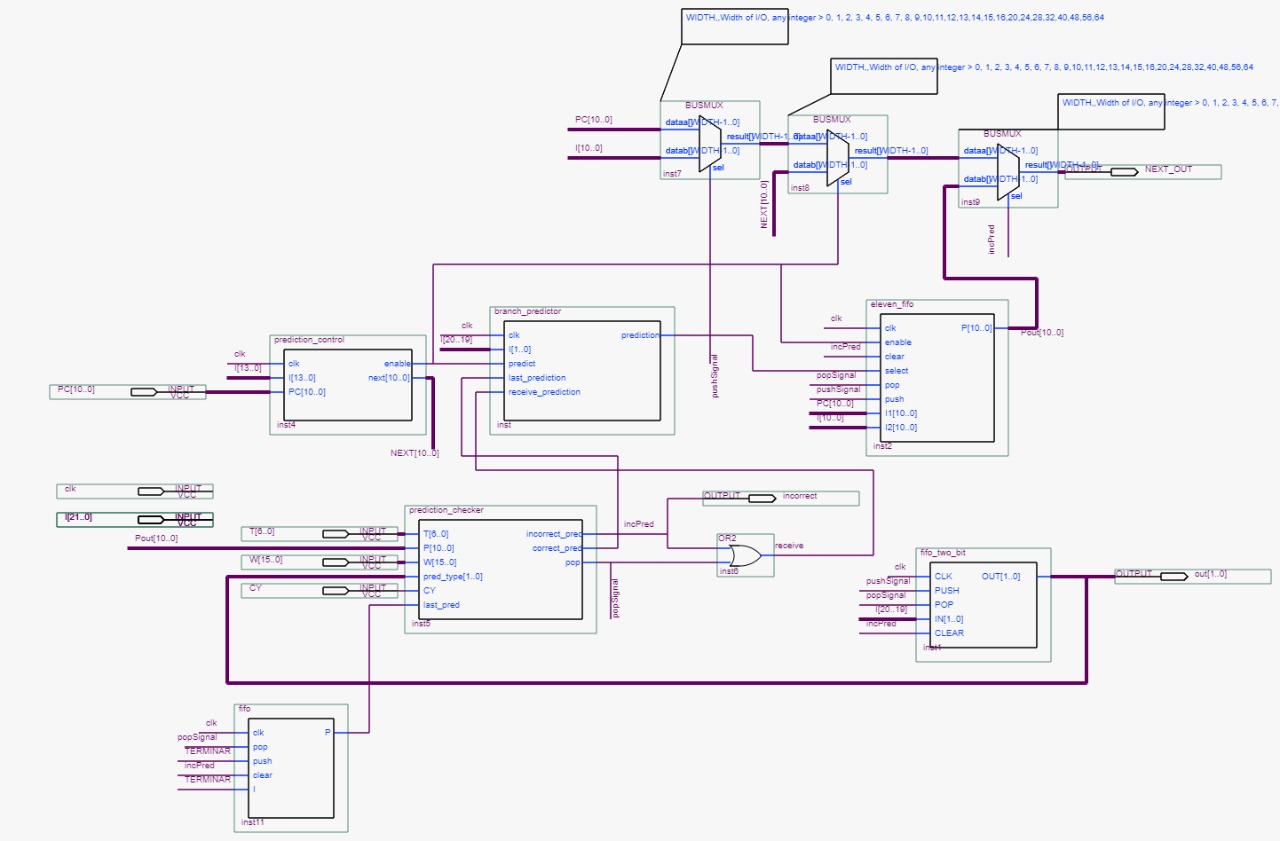 WIDTH,,Width of I/O, any integer > 0, 1, 2, 3, 4, 5, 6, 7, 8, 9,10,11,12,13,14,15,16,20,24,28,32,40,48,56,64
WIDTH,,Width of I/O, any integer > 0, 1, 2, 3, 4, 5, 6, 7, 8, 9,10,11,12,13,14,15,16,20,24,28,32,40,48,56,64
WIDTH,,Width of I/O, any integer > 0, 1, 2, 3, 4, 5, 6, 7,
BUSMUX
PC[10..0]
dataa[]WIDTH-1..0]
I[10..0]
datab[]WIDTH-1..0]
result[]WIDTH-1..0]
sel
inst7
BUSMUX
dataa[]WIDTH-1..0]
datab[]WIDTH-1..0]
result[]WIDTH-1..0]
sel
inst8
NEXT[10..0]
BUSMUX
dataa[]WIDTH-1..0]
datab[]WIDTH-1..0]
result[]WIDTH-1..0]
sel
inst9
OUTPUT
NEXT_OUT
incPred
prediction_control
clk
I[13..0]
PC[10..0]
INPUT
VCC
clk
I[13..0]
PC[10..0]
enable
next[10..0]
inst4
NEXT[10..0]
branch_predictor
clk
I[20..19]
clk
I[1..0]
predict
last_prediction
receive_prediction
prediction
inst
pushSignal
eleven_fifo
clk
incPred
popSignal
pushSignal
PC[10..0]
I[10..0]
clk
enable
clear
select
pop
push
I1[10..0]
I2[10..0]
P[10..0]
Pout[10..0]
inst2
clk
INPUT
VCC
I[21..0]
INPUT
VCC
Pout[10..0]
T[6..0]
INPUT
VCC
W[15..0]
INPUT
VCC
CY
INPUT
VCC
prediction_checker
T[6..0]
P[10..0]
W[15..0]
pred_type[1..0]
CY
last_pred
incorrect_pred
correct_pred
pop
inst5
incPred
popSignal
OUTPUT
incorrect
OR2
inst6
receive
fifo_two_bit
clk
pushSignal
popSignal
I[20..19]
incPred
CLK
PUSH
POP
IN[1..0]
CLEAR
OUT[1..0]
inst1
OUTPUT
out[1..0]
fifo
clk
popSignal
TERMINAR
incPred
TERMINAR
clk
pop
push
clear
I
P
inst11